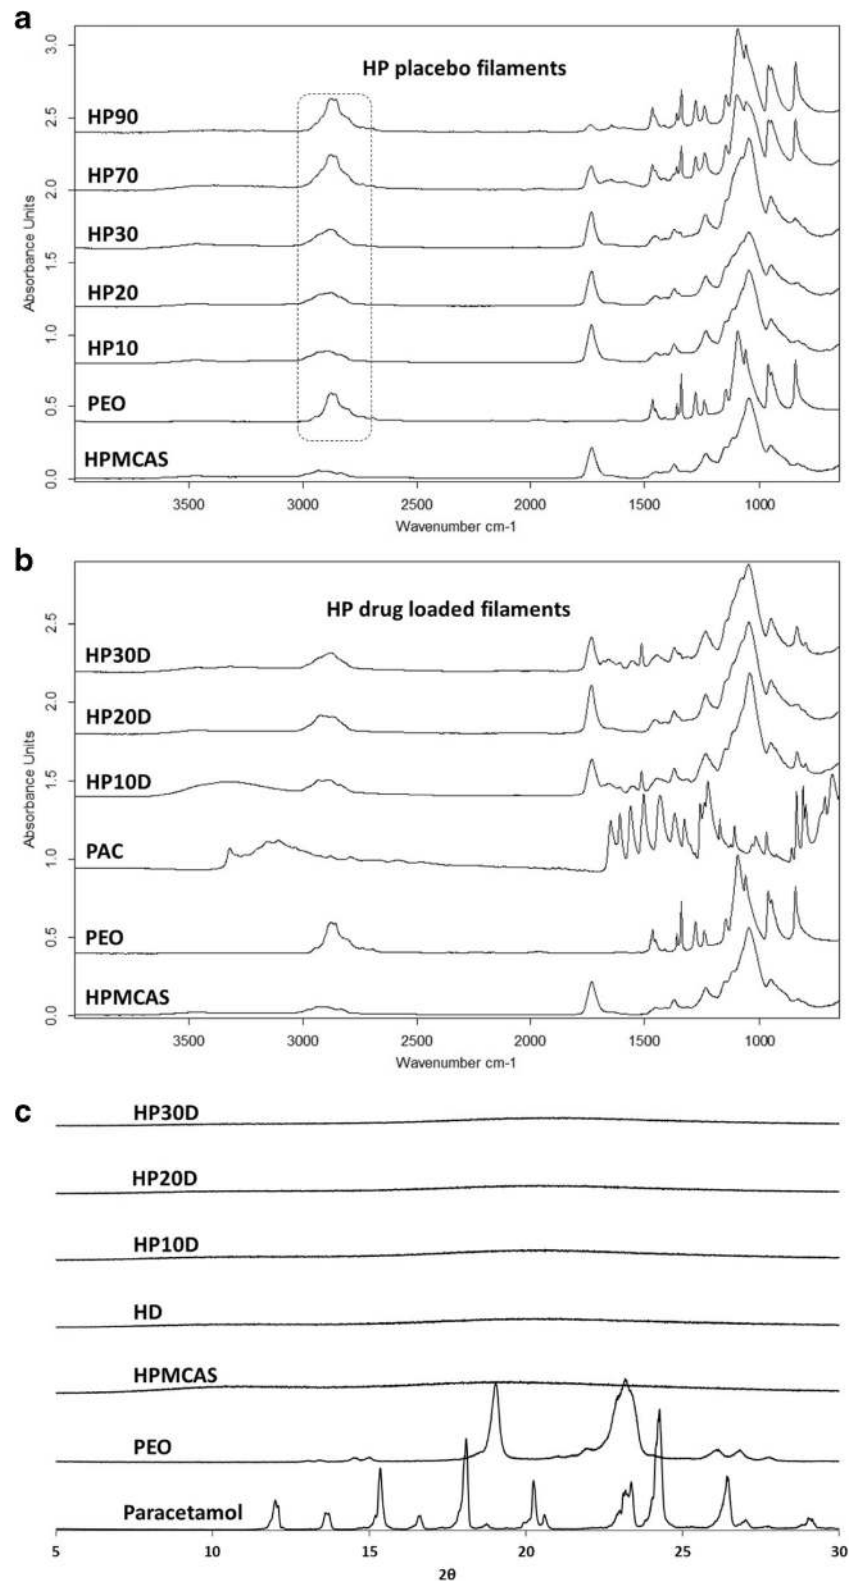 a
HP placebo filaments
3.0
2.5
2.0
1.5
1.0
0.5
0.0
Absorbance Units
HP90
HP70
HP30
HP20
HP10
PEO
HPMCAS
3500 3000 2500 2000 1500 1000
Wavenumber cm-1
b
HP drug loaded filaments
2.5
2.0
1.5
1.0
0.5
0.0
Absorbance Units
HP30D
HP20D
HP10D
PAC
PEO
HPMCAS
3500 3000 2500 2000 1500 1000
Wavenumber cm-1
c
HP30D
HP20D
HP10D
HD
HPMCAS
PEO
Paracetamol
5 10 15 20 25 30
2θ